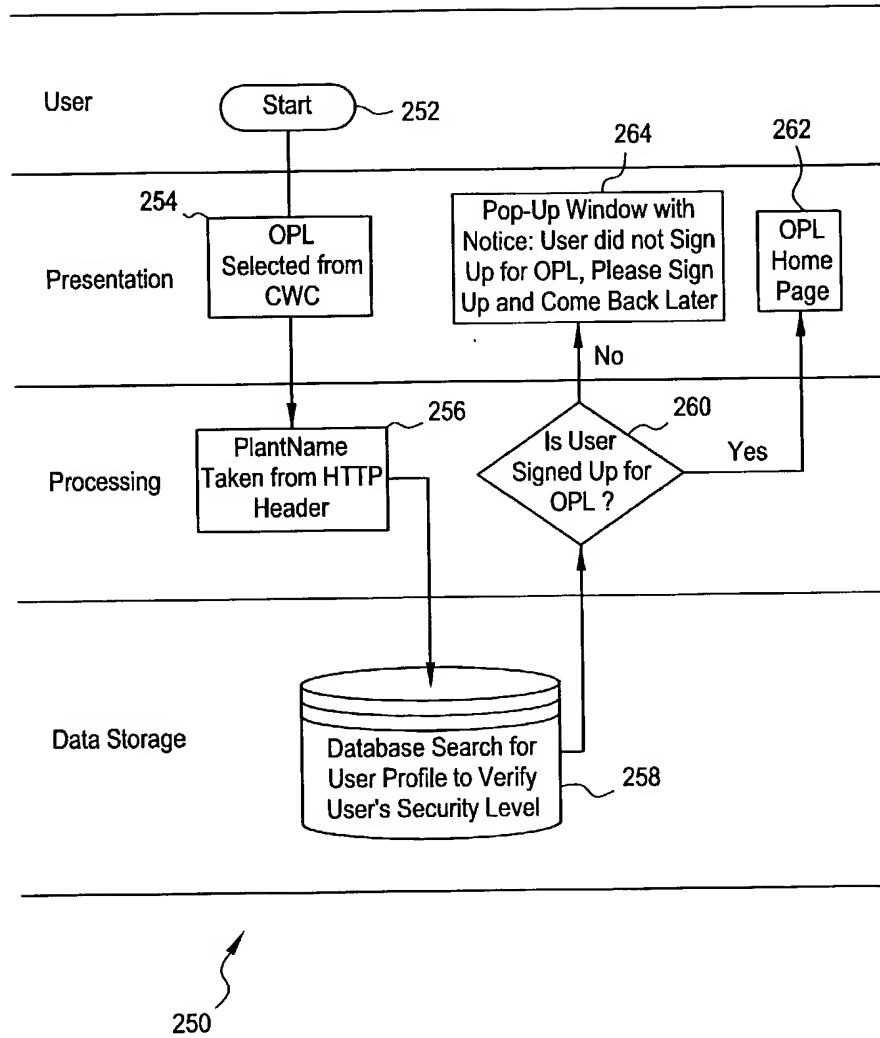 User
Start
252
264
262
254
OPL
Selected from
CWC
Pop-Up Window with
Notice: User did not Sign
Up for OPL, Please Sign
Up and Come Back Later
OPL
Home
Page
Presentation
No
256
260
PlantName
Taken from HTTP
Header
Is User
Signed Up for
OPL ?
Yes
Processing
Data Storage
Database Search for
User Profile to Verify
User's Security Level
258
250